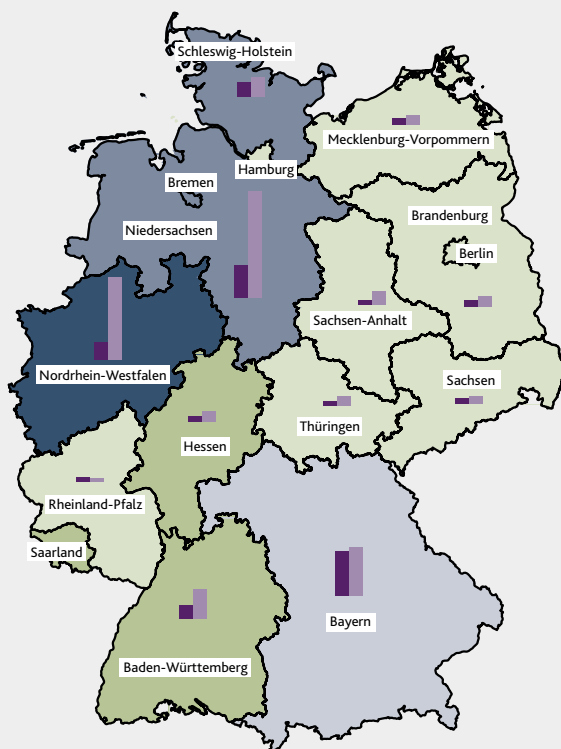 Schleswig-Holstein
Mecklenburg-Vorpommern
Hamburg
Bremen
Brandenburg
Niedersachsen
Berlin
Sachsen-Anhalt
Nordrhein-Westfalen
Sachsen
Thüringen
Hessen
Rheinland-Pfalz
Saarland
Bayern
Baden-Württemberg